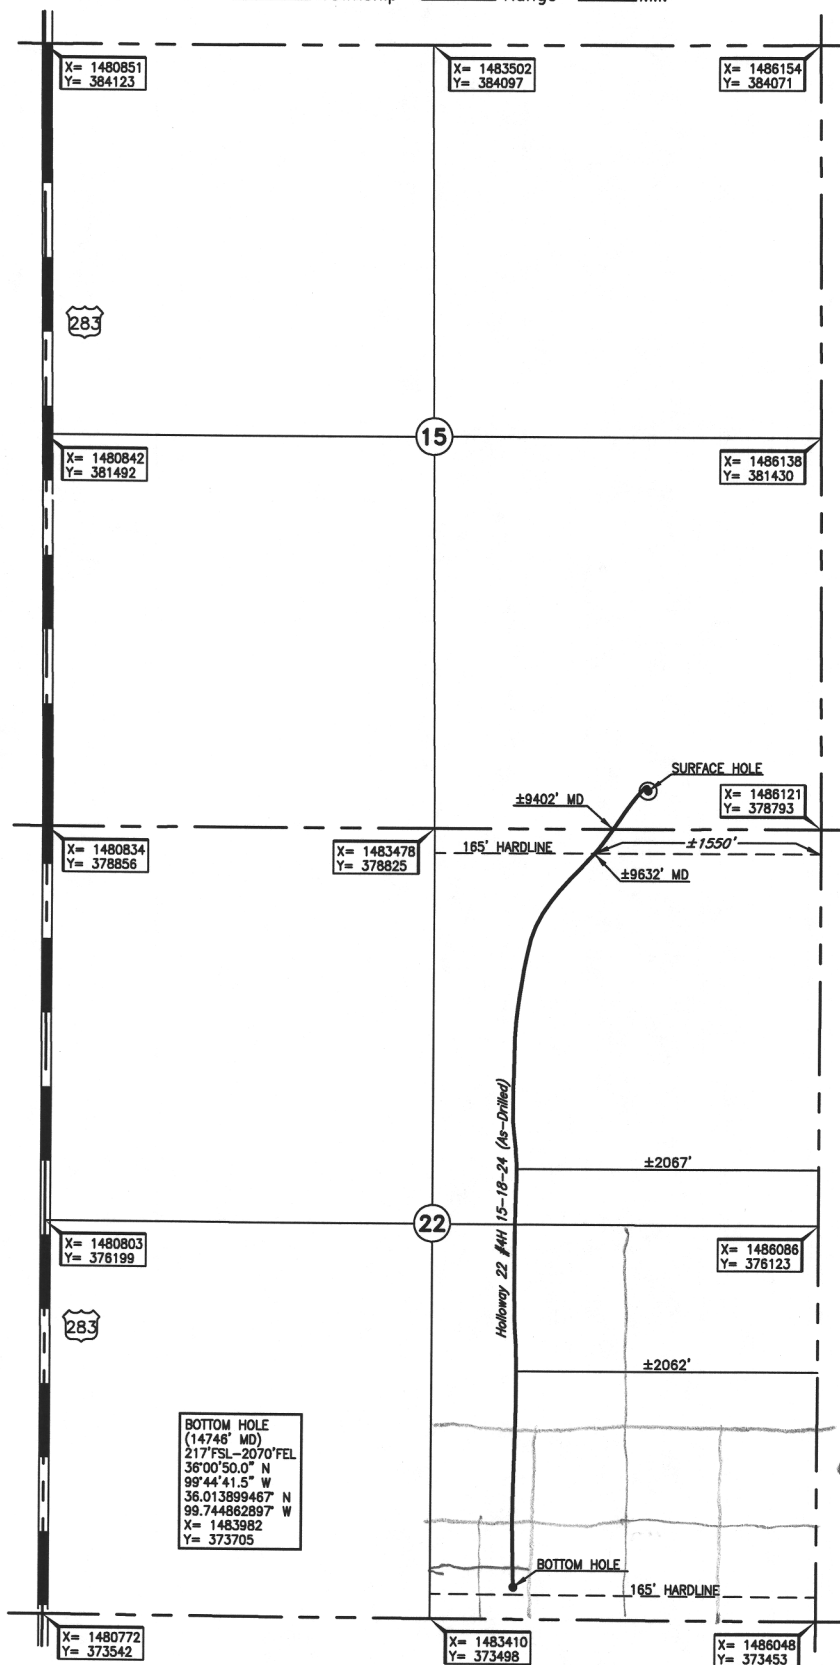 X= 1480851
Y= 384123
X= 1483502
Y= 384097
X= 1486154
Y= 384071
283
15
X= 1480842
Y= 381492
X= 1486138
Y= 381430
SURFACE HOLE
±9402' MD
X= 1486121
Y= 378793
X= 1480834
Y= 378856
X= 1483478
Y= 378825
165' HARDLINE
±1550'
±9632' MD
Holloway 22 #4H 15-18-24 (As-Drilled)
±2067'
22
X= 1480803
Y= 376199
X= 1486086
Y= 376123
283
±2062'
BOTTOM HOLE
(14746' MD)
217'FSL-2070'FEL
36°00'50.0" N
99°44'41.5" W
36.013899467° N
99.744862897° W
X= 1483982
Y= 373705
BOTTOM HOLE
165' HARDLINE
X= 1480772
Y= 373542
X= 1483410
Y= 373498
X= 1486048
Y= 373453